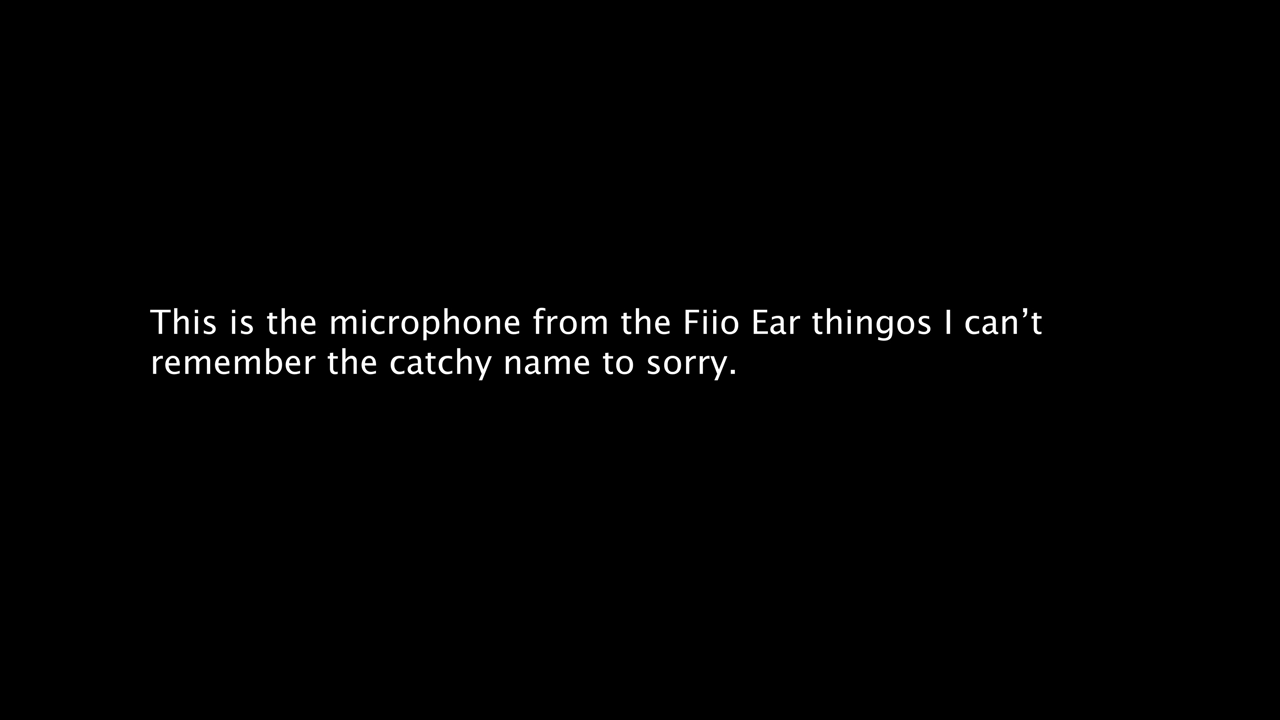 This is the microphone from the Fiio Ear thingos I can’t
remember the catchy name to sorry.